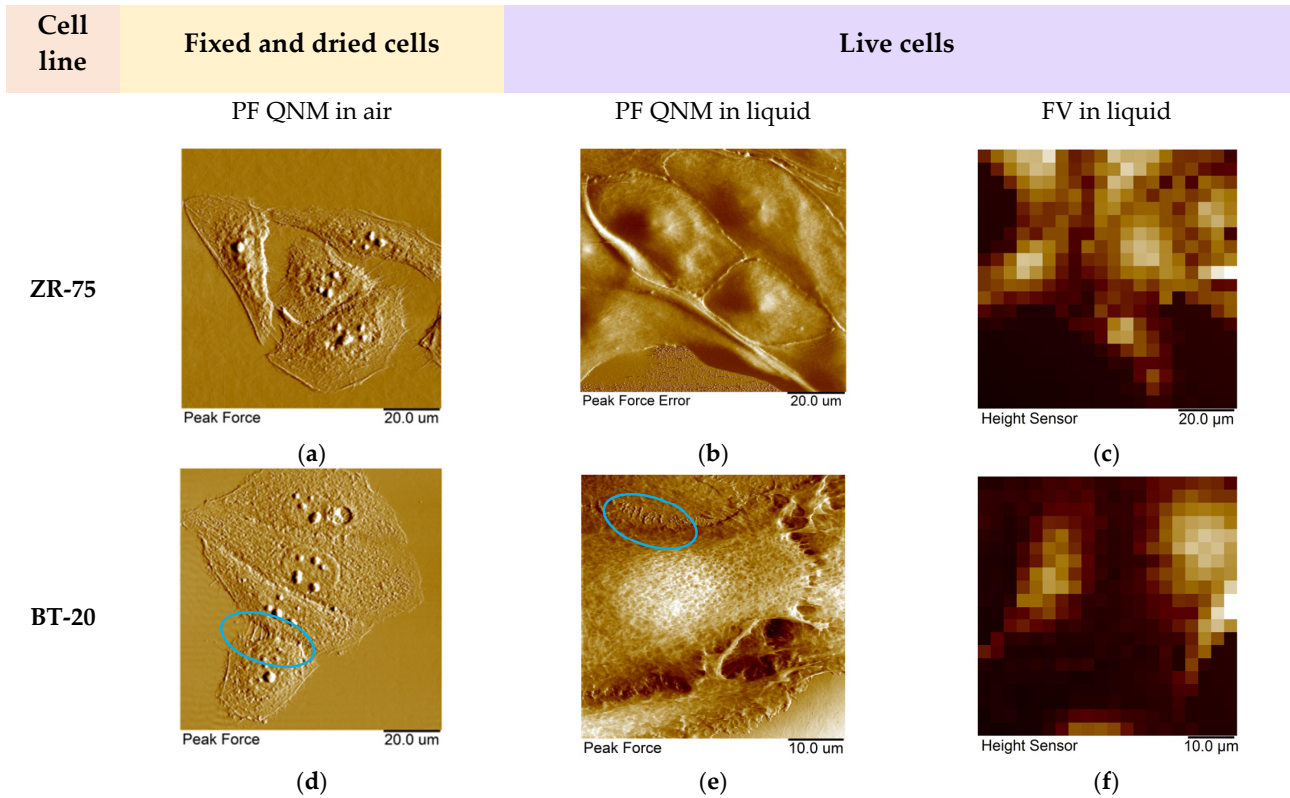 Cell line
Fixed and dried cells
Live cells
PF QNM in air
PF QNM in liquid
FV in liquid
ZR-75
Peak Force
20.0 um
Peak Force Error
20.0 um
Height Sensor
20.0 µm
(a)
(b)
(c)
BT-20
Peak Force
20.0 um
Peak Force
10.0 um
Height Sensor
10.0 µm
(d)
(e)
(f)